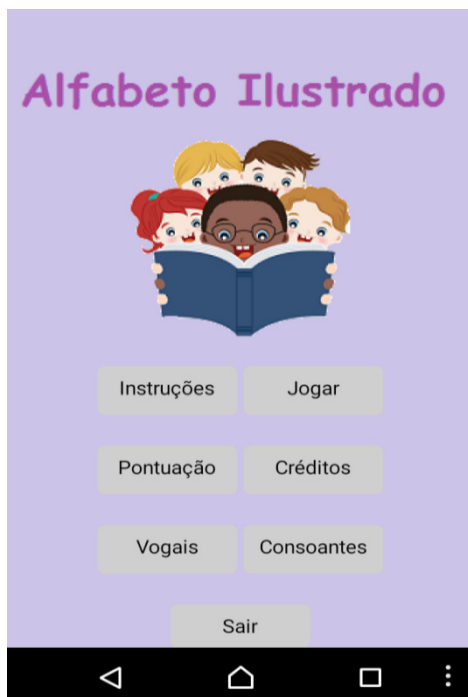 Alfabeto Ilustrado
Instruções Jogar
Pontuação Créditos
Vogais Consoantes
Sair